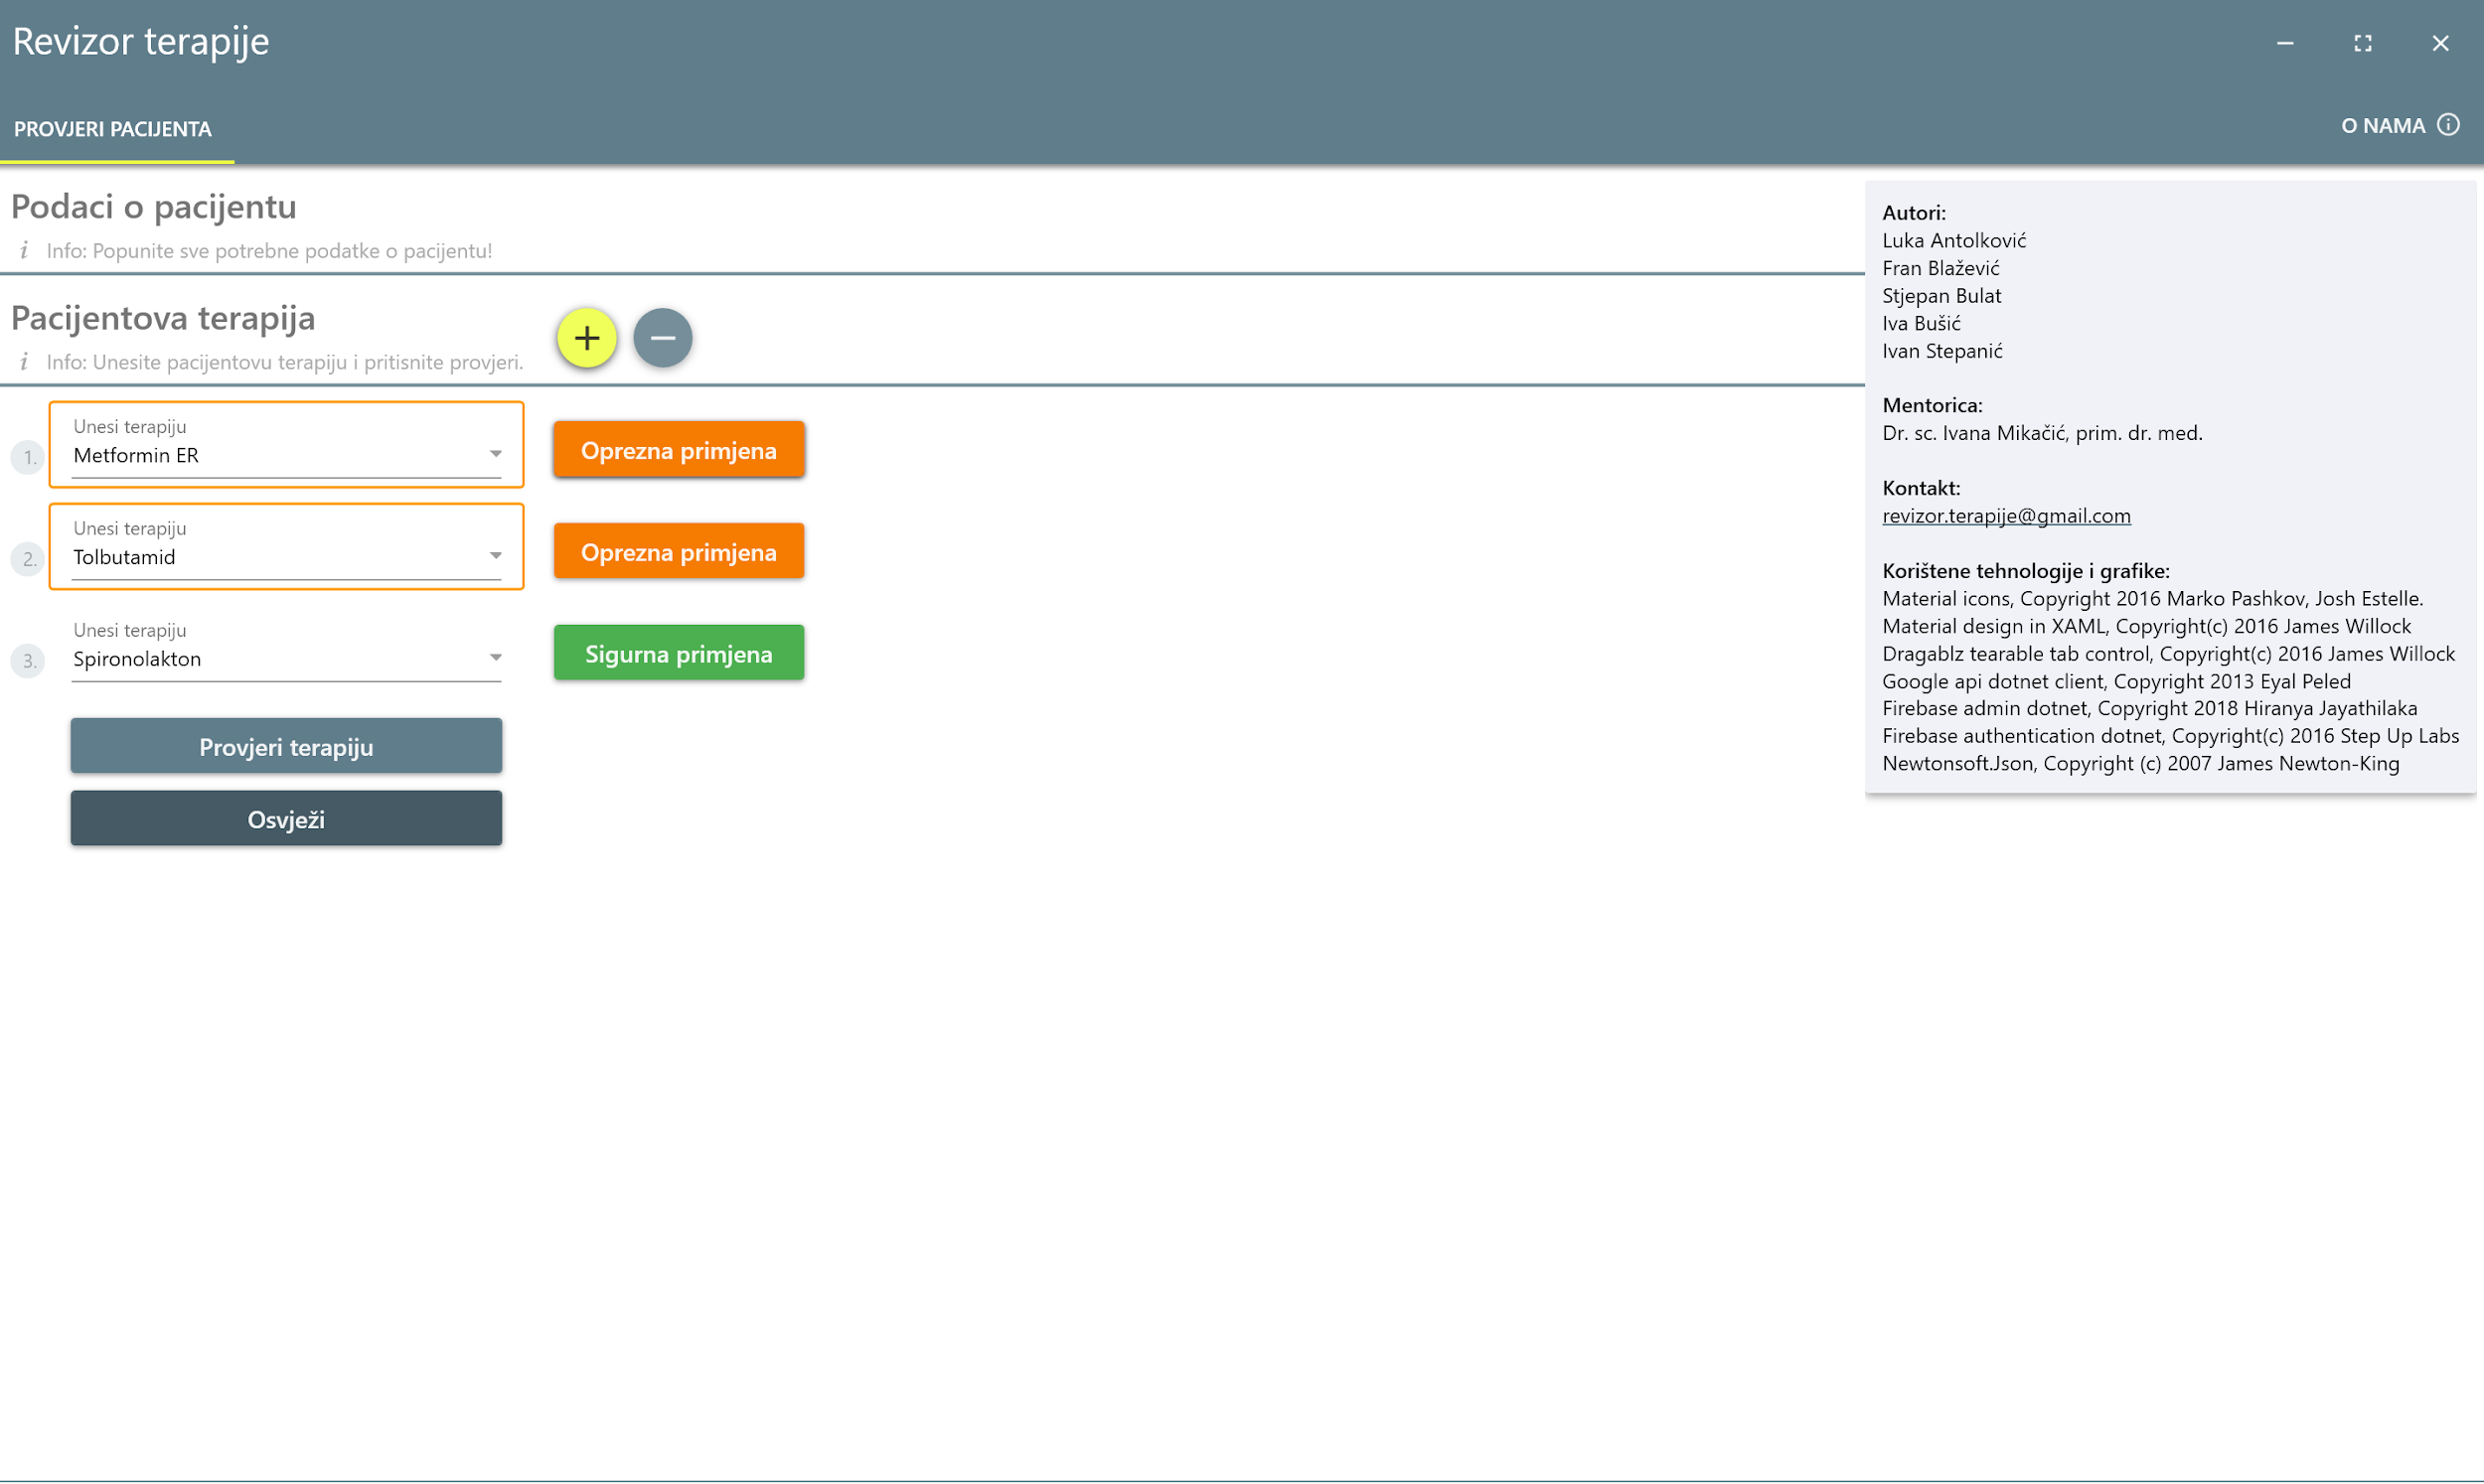 Revizor terapije
PROVJERI PACIJENTA
O NAMA
Podaci o pacijentu
i Info: Popunite sve potrebne podatke o pacijentu!
Pacijentova terapija
i Info: Unesite pacijentovu terapiju i pritisnite provjeri.
Unesi terapiju
1. Metformin ER
Oprezna primjena
Unesi terapiju
2. Tolbutamid
Oprezna primjena
Unesi terapiju
3. Spironolakton
Sigurna primjena
Provjeri terapiju
Osvježi
Autori:
Luka Antolković
Fran Blažević
Stjepan Bulat
Iva Bušić
Ivan Stepanić
Mentorica:
Dr. sc. Ivana Mikačić, prim. dr. med.
Kontakt:
revizor.terapije@gmail.com
Korištene tehnologije i grafike:
Material icons, Copyright 2016 Marko Pashkov, Josh Estelle.
Material design in XAML, Copyright(c) 2016 James Willock
Dragablz tearable tab control, Copyright(c) 2016 James Willock
Google api dotnet client, Copyright 2013 Eyal Peled
Firebase admin dotnet, Copyright 2018 Hiranya Jayathilaka
Firebase authentication dotnet, Copyright(c) 2016 Step Up Labs
Newtonsoft.Json, Copyright (c) 2007 James Newton-King